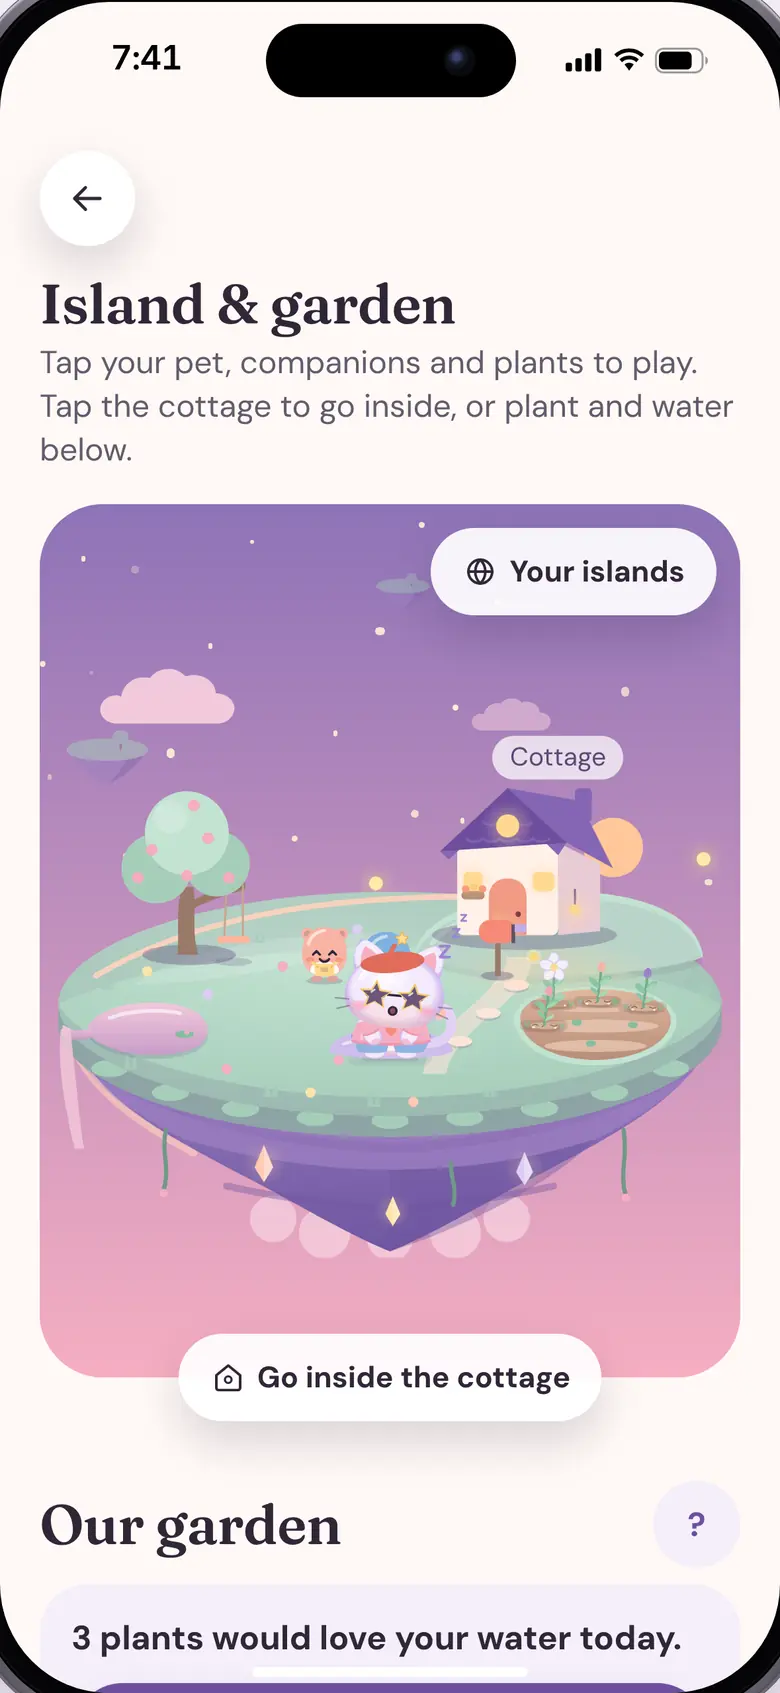 7:41
Island & garden
Tap your pet, companions and plants to play.
Tap the cottage to go inside, or plant and water
below.
Your islands
Cottage
z
z
z
Go inside the cottage
Our garden
?
3 plants would love your water today.